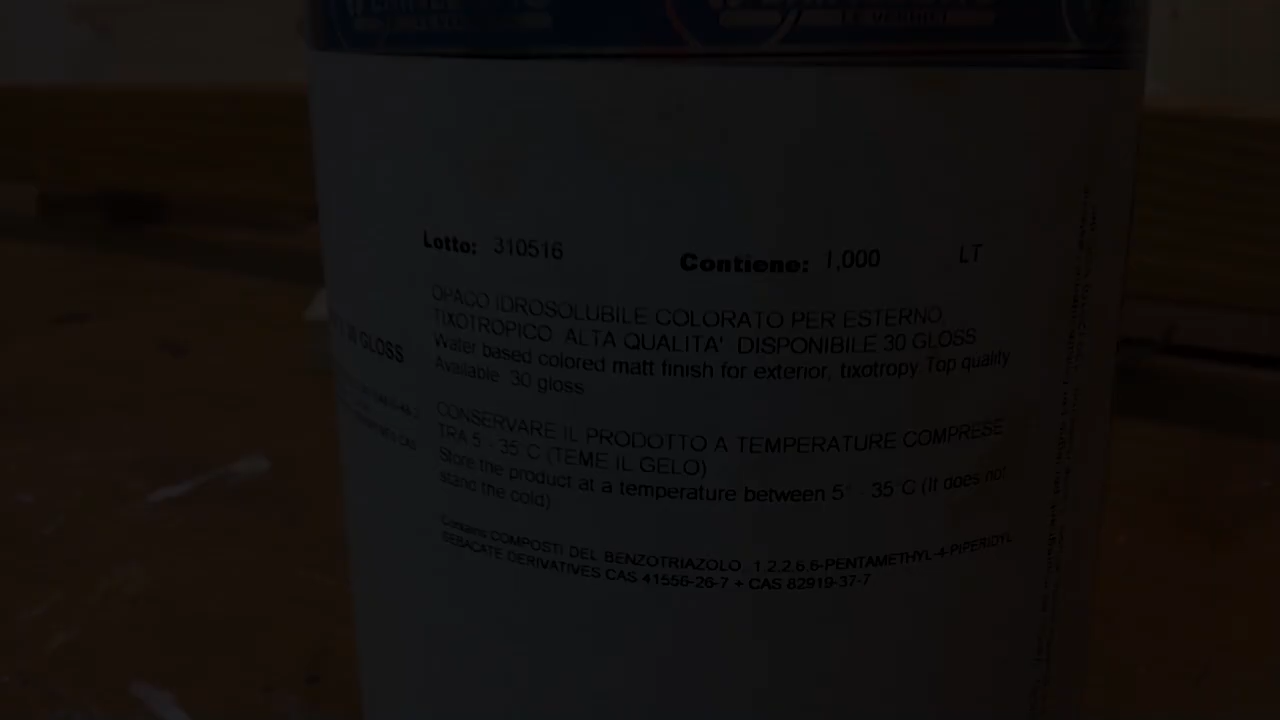 Lotto: 310516
Contiene: 1,000 LT
OPACO IDROSOLUBILE COLORATO PER ESTERNO,
TIXOTROPICO ALTA QUALITA' DISPONIBILE 30 GLOSS
Water based colored matt finish for exterior, tixotropy Top quality
Available 30 gloss
30 GLOSS
CONSERVARE IL PRODOTTO A TEMPERATURE COMPRESE
TRA 5 - 35 C (TEME IL GELO)
Store the product at a temperature between 5° - 35 C (It does not
stand the cold)
Contains: COMPOSTI DEL BENZOTRIAZOLO 1,2,2,6,6-PENTAMETHYL-4-PIPERIDYL
SEBACATE DERIVATIVES CAS 41556-26-7 + CAS 82919-37-7